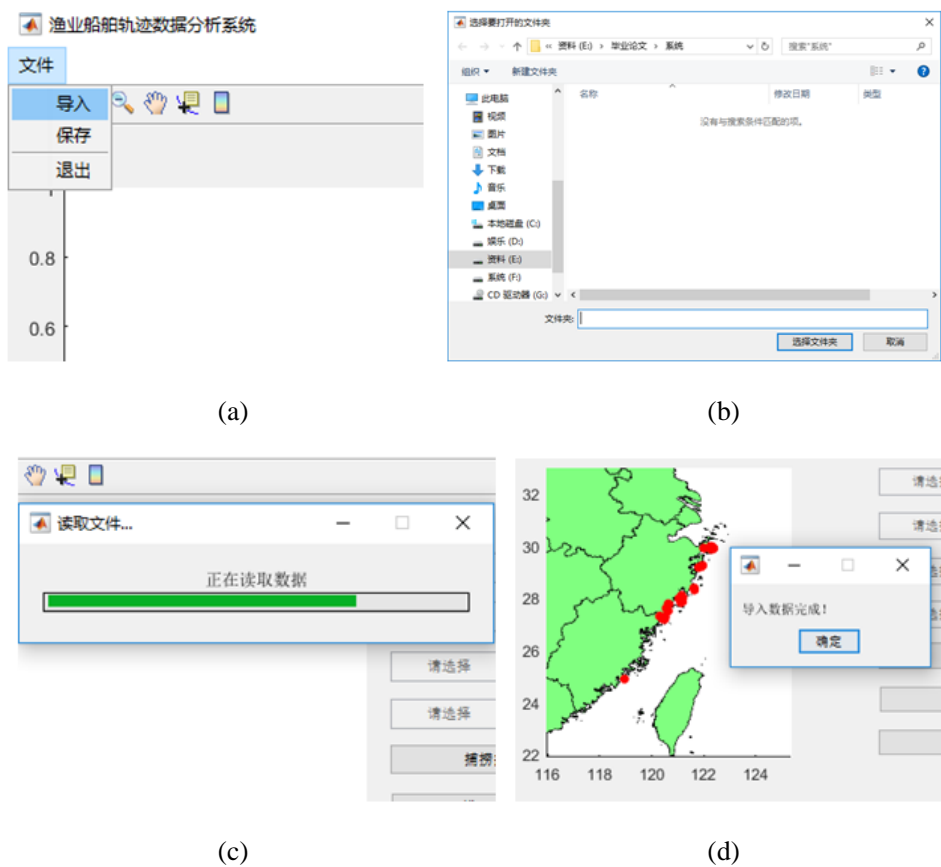 渔业船舶轨迹数据分析系统
文件
导入
保存
退出
1
0.8
0.6
(a)
选择要打开的文件夹
« 资料 (E:) › 毕业论文 › 系统
搜索"系统"
组织
新建文件夹
此电脑
视频
图片
文档
下载
音乐
桌面
本地磁盘 (C:)
娱乐 (D:)
资料 (E:)
系统 (F:)
CD 驱动器 (G:)
名称
修改日期
类型
没有与搜索条件匹配的项。
文件夹:
选择文件夹
取消
(b)
读取文件...
正在读取数据
请选择
请选择
捕捞
(c)
32
30
28
26
24
22
116
118
120
122
124
请选
请选
导入数据完成!
确定
(d)